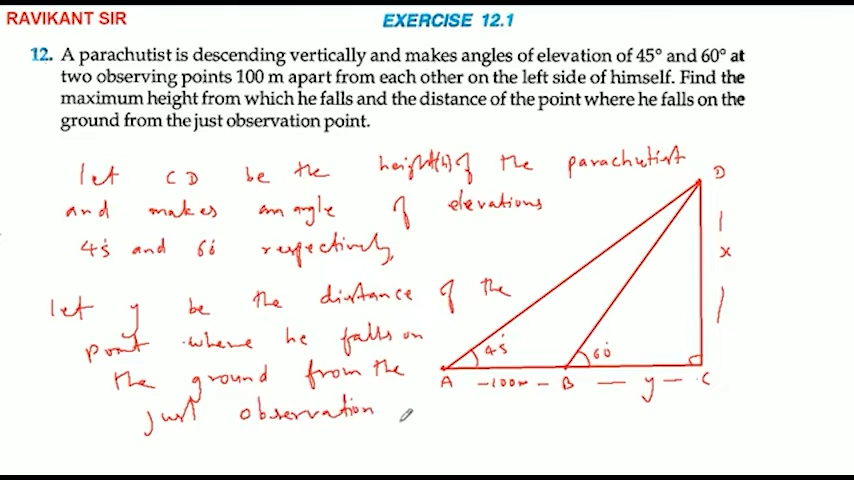 RAVIKANT SIR
EXERCISE 12.1
12. A parachutist is descending vertically and makes angles of elevation of 45° and 60° at
two observing points 100 m apart from each other on the left side of himself. Find the
maximum height from which he falls and the distance of the point where he falls on the
ground from the just observation point.
let CD be the height(h) of the parachutist
and makes an angle of elevations
45° and 60° respectively,
let y be the distance of the
point where he falls on
the ground from the
just observation
D
x
45°
60°
A -100m- B - y - C